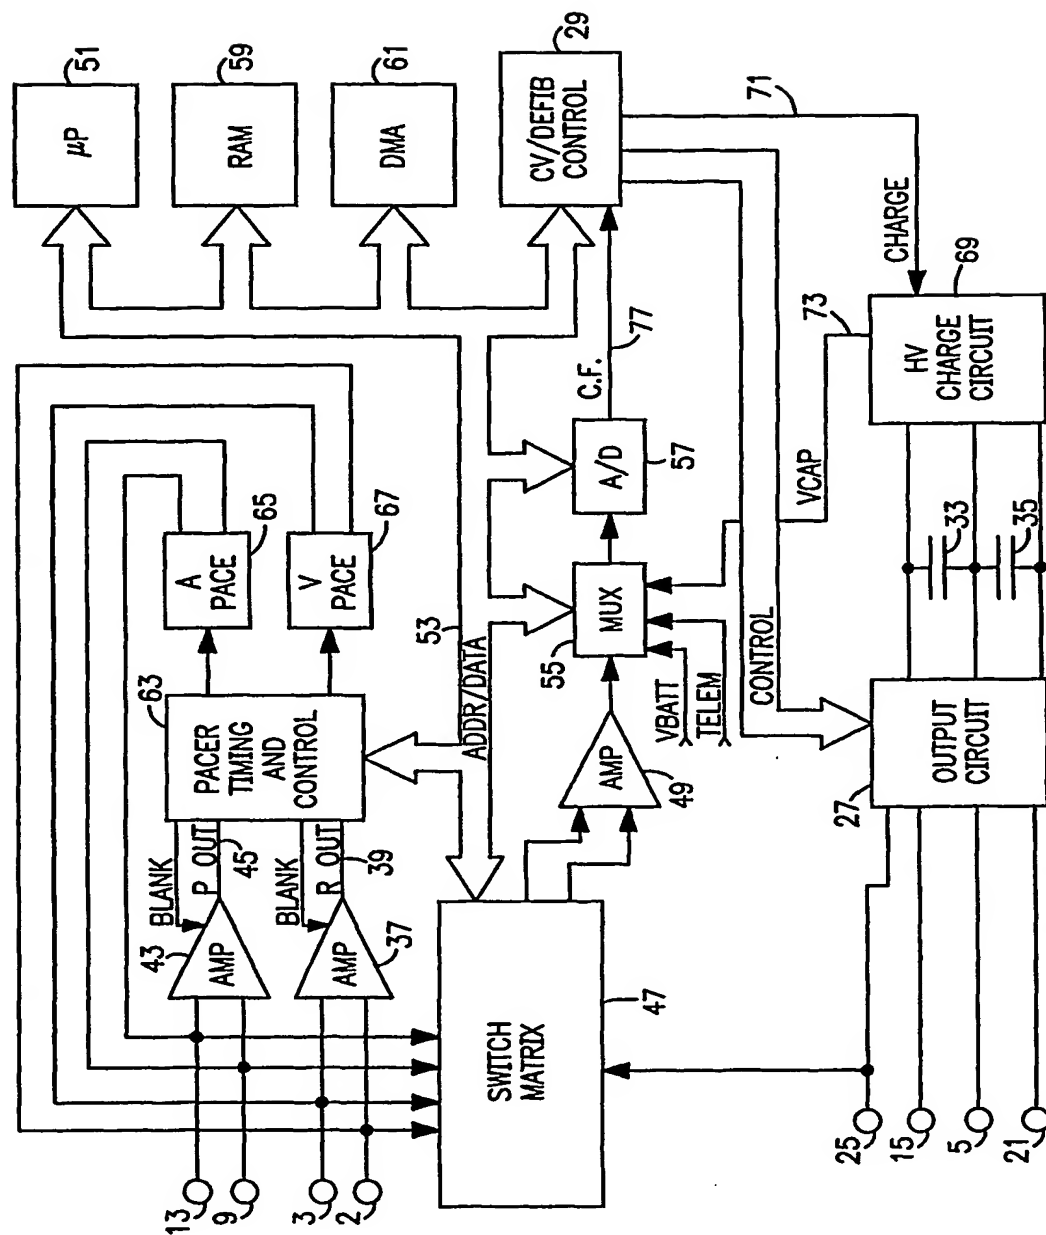 13
9
3
2
43
AMP
BLANK
P OUT
45
37
AMP
BLANK
R OUT
39
63
PACER
TIMING
AND
CONTROL
A
PACE
65
V
PACE
67
µP
51
RAM
59
DMA
61
CV/DEFIB
CONTROL
29
53
ADDR/DATA
SWITCH
MATRIX
47
AMP
49
55
MUX
A/D
57
C.F.
77
VBATT
TELEM
CONTROL
VCAP
71
CHARGE
73
HV
CHARGE
CIRCUIT
69
33
35
OUTPUT
CIRCUIT
27
25
15
5
21